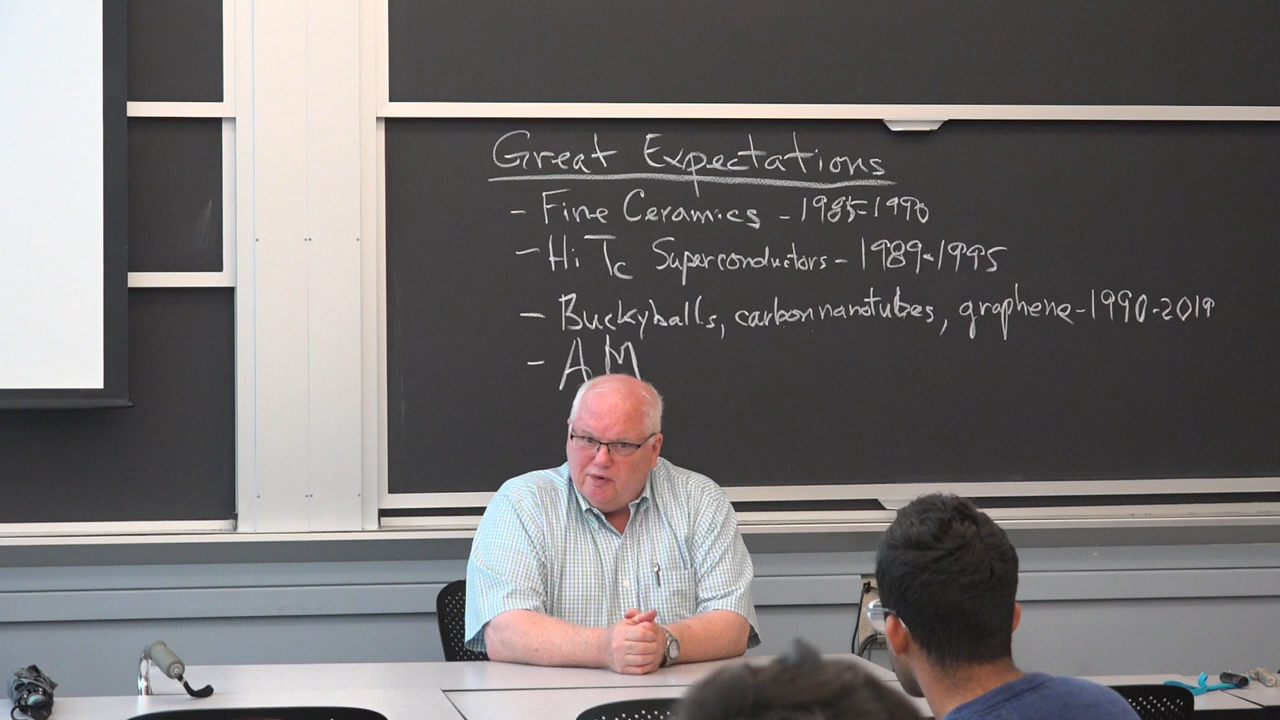 Great Expectations
- Fine Ceramics - 1985-1990
- Hi Tc Superconductors - 1989-1995
- Buckyballs, carbon nanotubes, graphene - 1990-2019
- AM